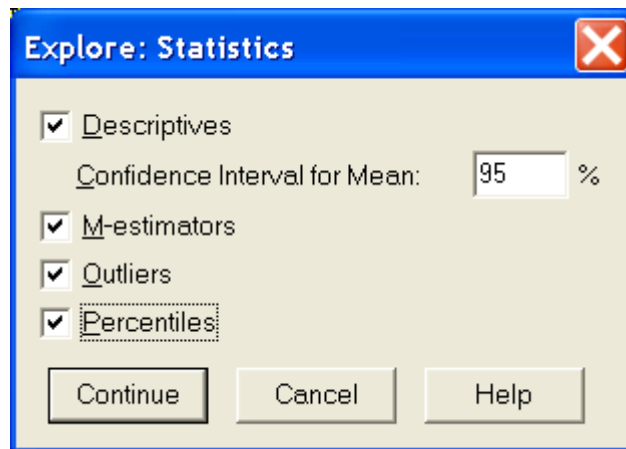 Explore: Statistics
Descriptives
Confidence Interval for Mean: 95 %
M-estimators
Outliers
Percentiles
Continue Cancel Help